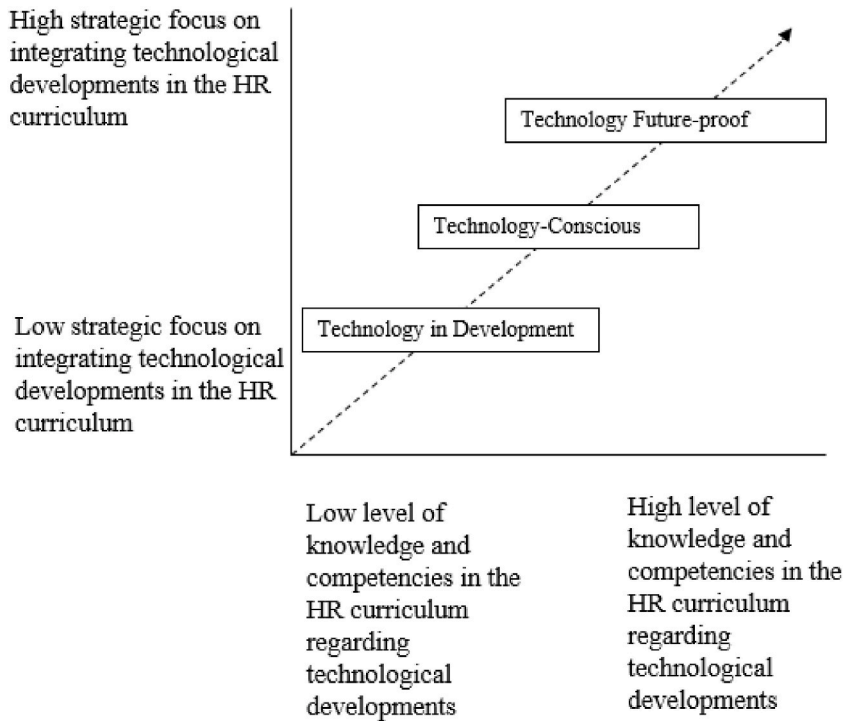 High strategic focus on
integrating technological
developments in the HR
curriculum
Technology Future-proof
Technology-Conscious
Low strategic focus on
integrating technological
developments in the HR
curriculum
Technology in Development
Low level of
knowledge and
competencies in the
HR curriculum
regarding
technological
developments
High level of
knowledge and
competencies in the
HR curriculum
regarding
technological
developments